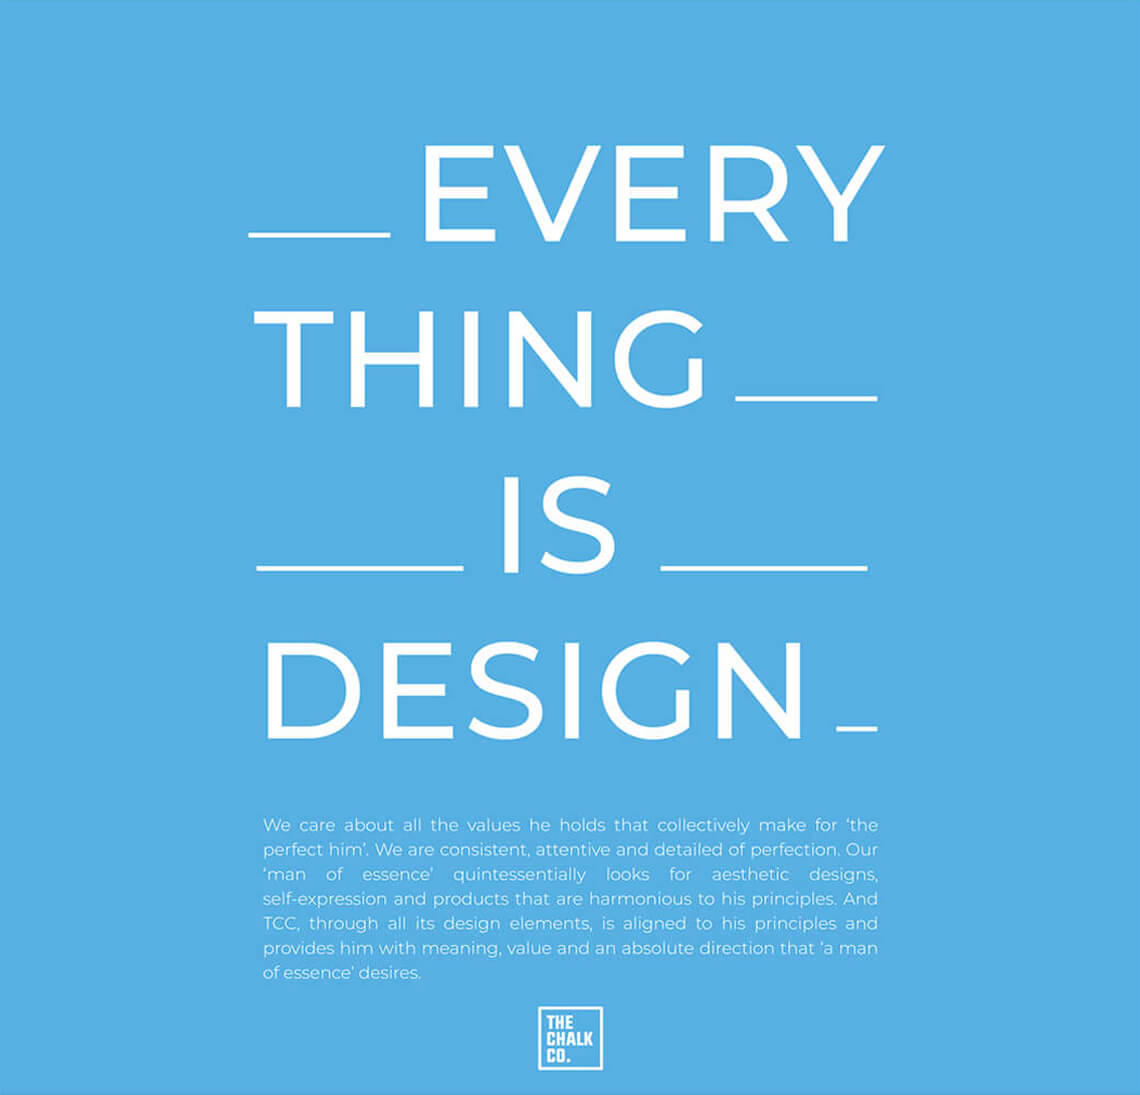 EVERY
THING
IS
DESIGN
We care about all the values he holds that collectively make for ‘the
perfect him’. We are consistent, attentive and detailed of perfection. Our
‘man of essence’ quintessentially looks for aesthetic designs,
self-expression and products that are harmonious to his principles. And
TCC, through all its design elements, is aligned to his principles and
provides him with meaning, value and an absolute direction that ‘a man
of essence’ desires.
THE
CHALK
CO.